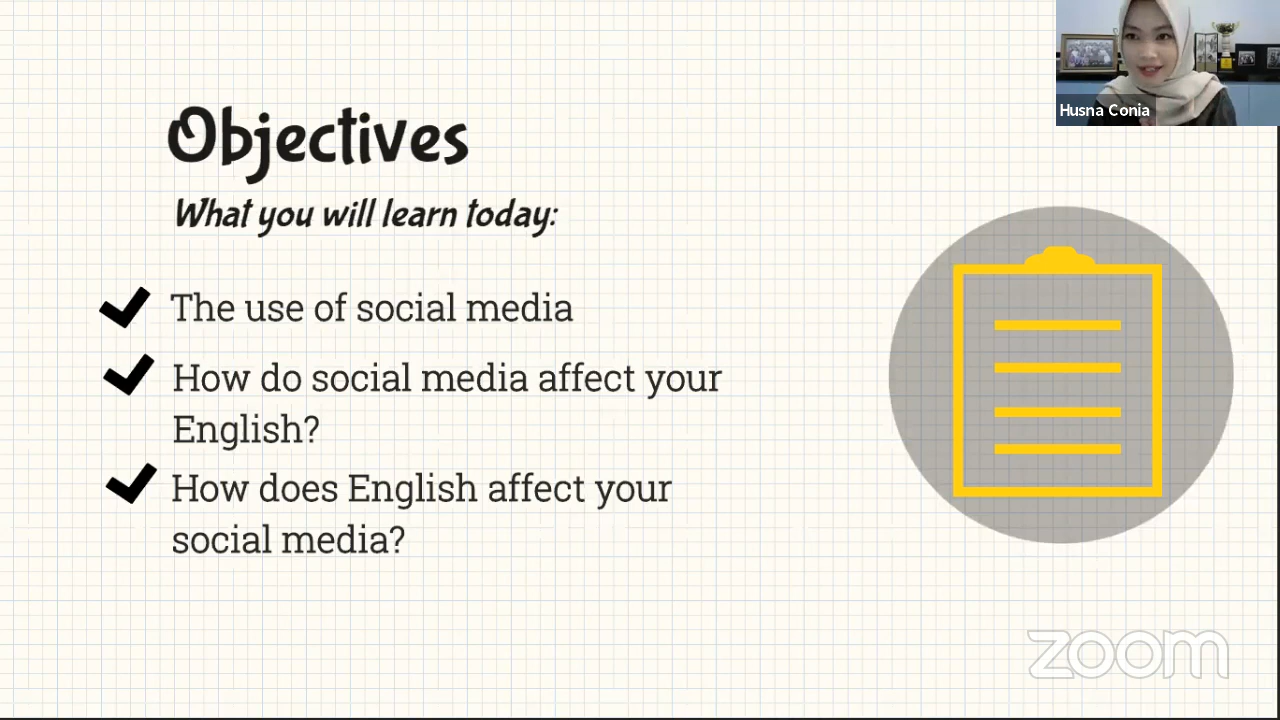 Objectives
What you will learn today:
The use of social media
How do social media affect your
English?
How does English affect your
social media?
Husna Conia
zoom